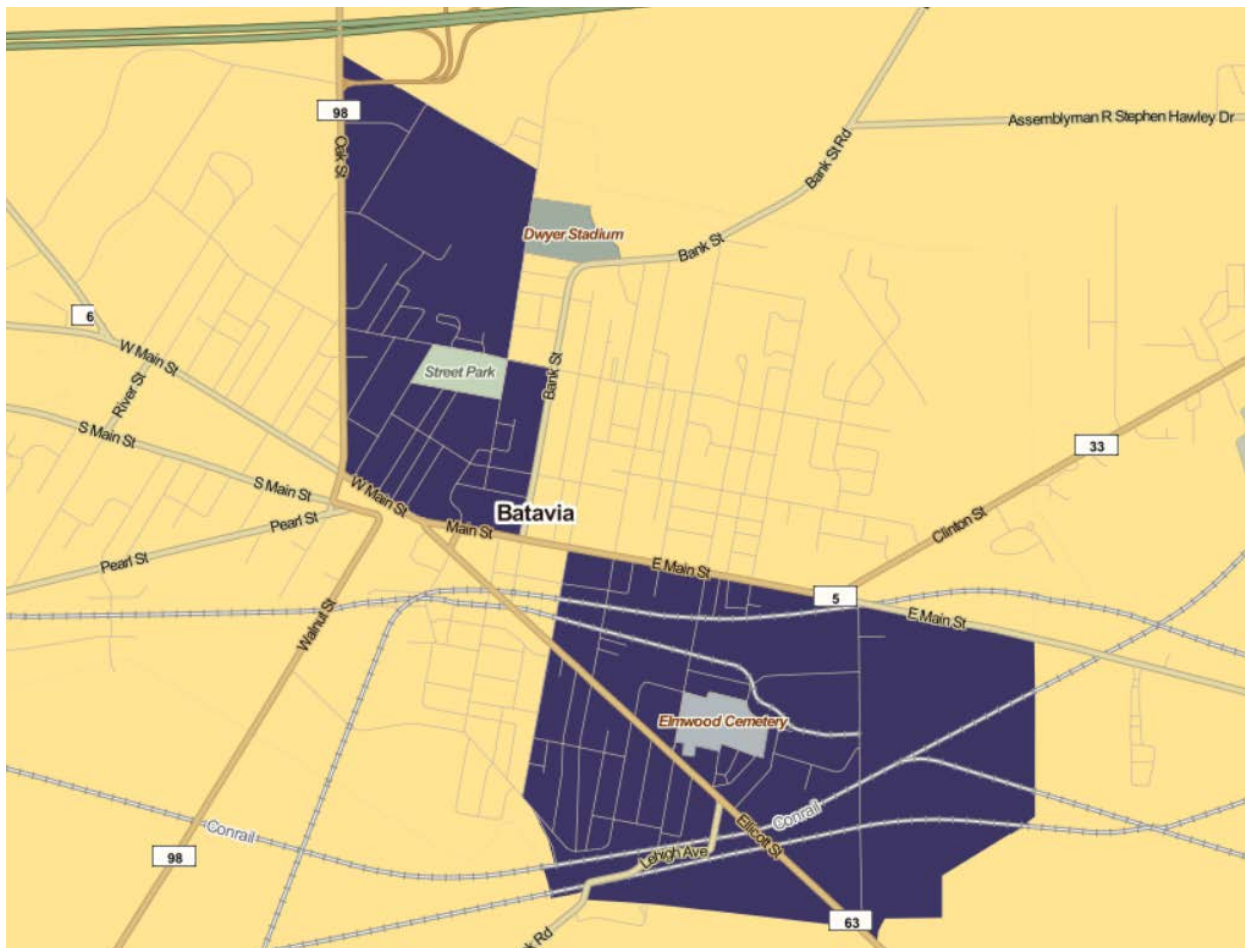 98
Oak St
Assemblyman R Stephen Hawley Dr
Bank St Rd
Dwyer Stadium
Bank St
6
W Main St
River St
Street Park
Bank St
S Main St
33
S Main St
W Main St
Batavia
Clinton St
Pearl St
Main St
Pearl St
E Main St
5
E Main St
Walnut St
Elmwood Cemetery
Conrail
Conrail
Ellicott St
98
Lehigh Ave
63
k Rd